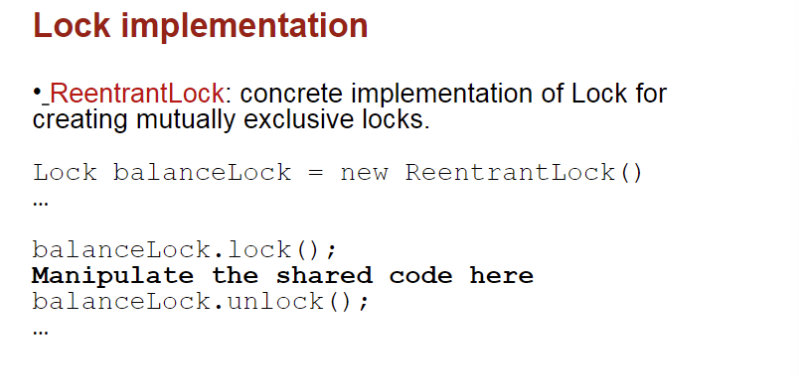 Lock implementation
• ReentrantLock: concrete implementation of Lock for
creating mutually exclusive locks.
Lock balanceLock = new ReentrantLock()
…
balanceLock.lock();
Manipulate the shared code here
balanceLock.unlock();
…